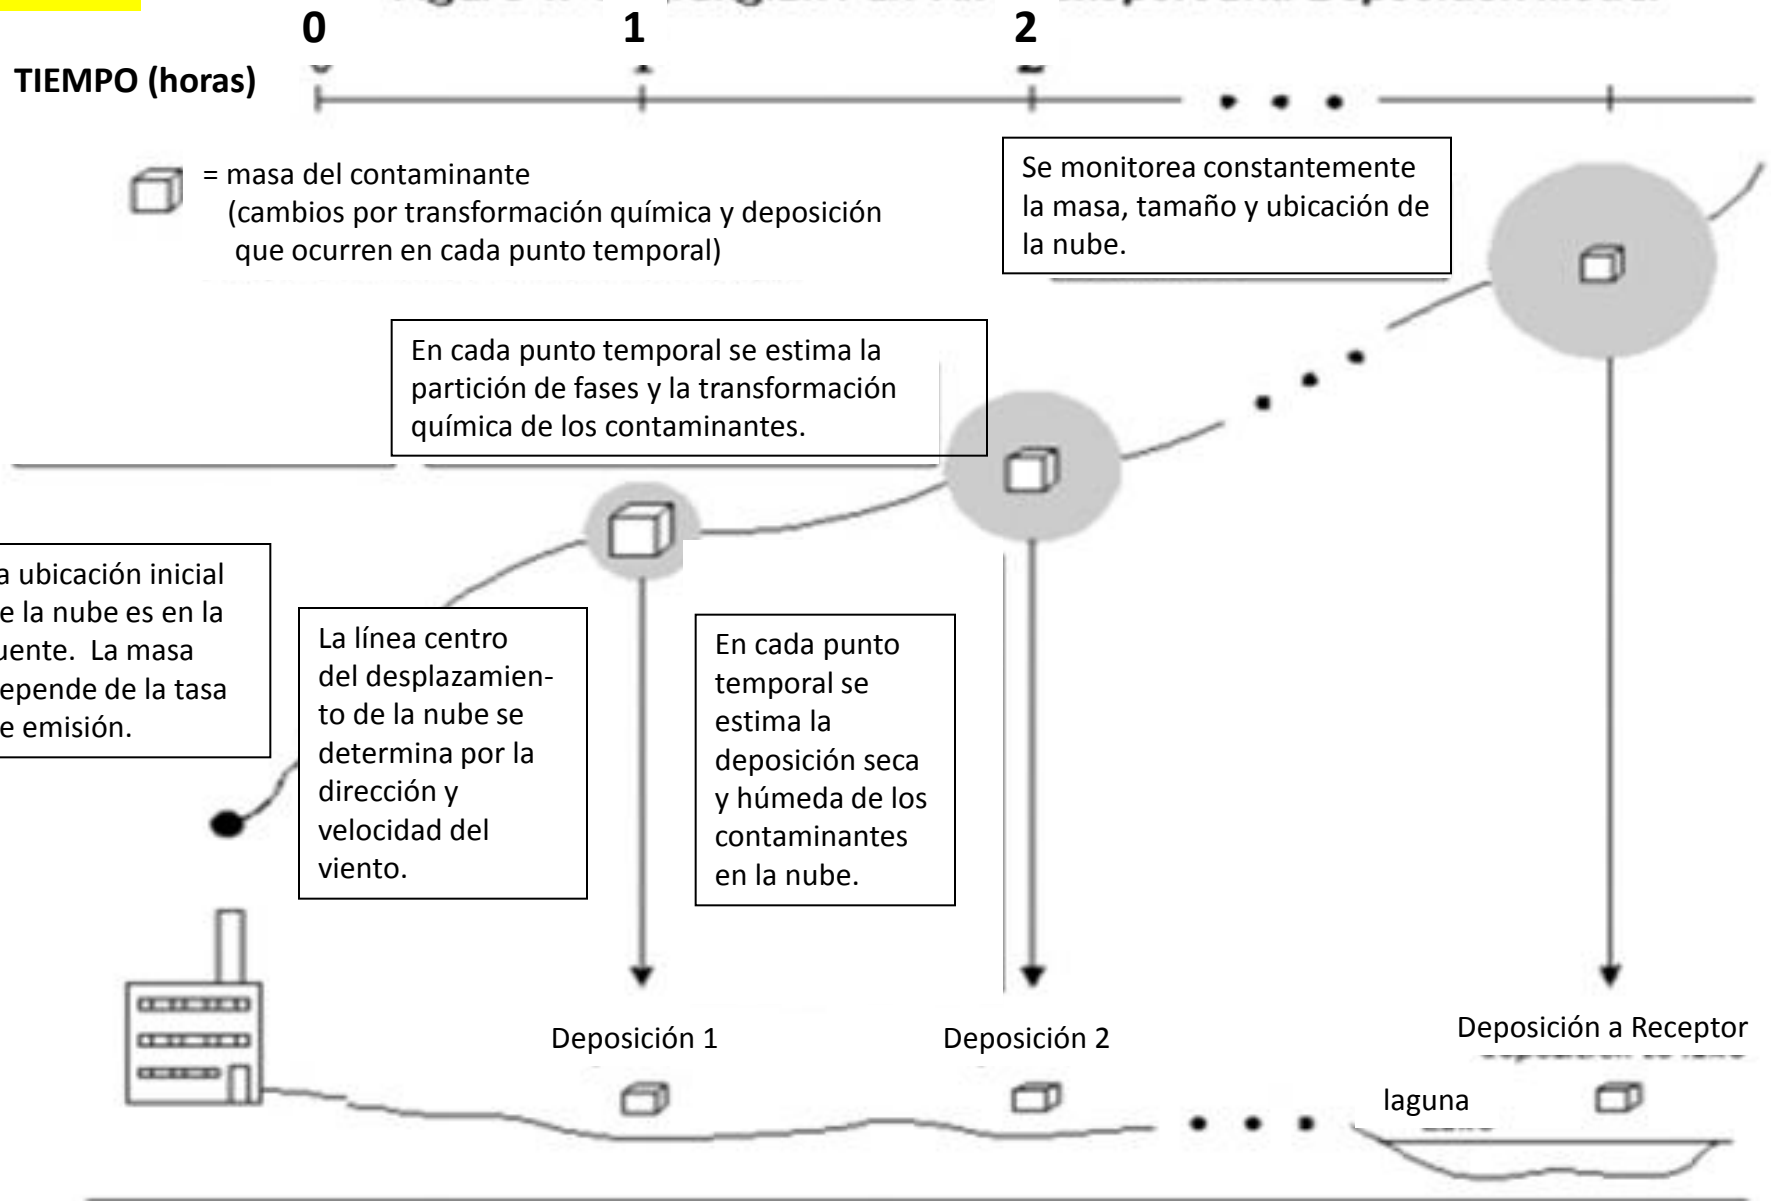 0
1
2
TIEMPO (horas)
= masa del contaminante
(cambios por transformación química y deposición
que ocurren en cada punto temporal)
Se monitorea constantemente
la masa, tamaño y ubicación de
la nube.
En cada punto temporal se estima la
partición de fases y la transformación
química de los contaminantes.
a ubicación inicial
e la nube es en la
uente. La masa
epende de la tasa
e emisión.
La línea centro
del desplazamien-
to de la nube se
determina por la
dirección y
velocidad del
viento.
En cada punto
temporal se
estima la
deposición seca
y húmeda de los
contaminantes
en la nube.
Deposición 1
Deposición 2
Deposición a Receptor
laguna